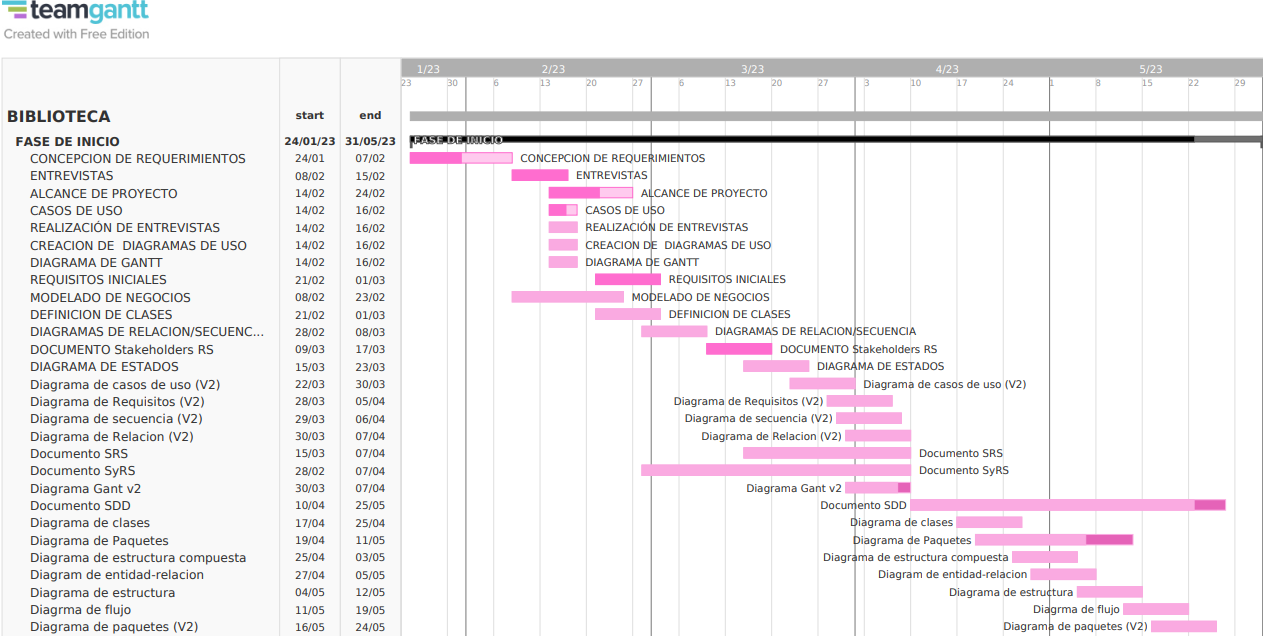 teamgantt
Created with Free Edition
1/23 2/23 3/23 4/23 5/23
23 30 6 13 20 27 6 13 20 27 3 10 17 24 1 8 15 22 29
BIBLIOTECA start end
FASE DE INICIO 24/01/23 31/05/23 FASE DE INICIO
CONCEPCION DE REQUERIMIENTOS 24/01 07/02 CONCEPCION DE REQUERIMIENTOS
ENTREVISTAS 08/02 15/02 ENTREVISTAS
ALCANCE DE PROYECTO 14/02 24/02 ALCANCE DE PROYECTO
CASOS DE USO 14/02 16/02 CASOS DE USO
REALIZACIÓN DE ENTREVISTAS 14/02 16/02 REALIZACIÓN DE ENTREVISTAS
CREACION DE DIAGRAMAS DE USO 14/02 16/02 CREACION DE DIAGRAMAS DE USO
DIAGRAMA DE GANTT 14/02 16/02 DIAGRAMA DE GANTT
REQUISITOS INICIALES 21/02 01/03 REQUISITOS INICIALES
MODELADO DE NEGOCIOS 08/02 23/02 MODELADO DE NEGOCIOS
DEFINICION DE CLASES 21/02 01/03 DEFINICION DE CLASES
DIAGRAMAS DE RELACION/SECUENC... 28/02 08/03 DIAGRAMAS DE RELACION/SECUENCIA
DOCUMENTO Stakeholders RS 09/03 17/03 DOCUMENTO Stakeholders RS
DIAGRAMA DE ESTADOS 15/03 23/03 DIAGRAMA DE ESTADOS
Diagrama de casos de uso (V2) 22/03 30/03 Diagrama de casos de uso (V2)
Diagrama de Requisitos (V2) 28/03 05/04 Diagrama de Requisitos (V2)
Diagrama de secuencia (V2) 29/03 06/04 Diagrama de secuencia (V2)
Diagrama de Relacion (V2) 30/03 07/04 Diagrama de Relacion (V2)
Documento SRS 15/03 07/04 Documento SRS
Documento SyRS 28/02 07/04 Documento SyRS
Diagrama Gant v2 30/03 07/04 Diagrama Gant v2
Documento SDD 10/04 25/05 Documento SDD
Diagrama de clases 17/04 25/04 Diagrama de clases
Diagrama de Paquetes 19/04 11/05 Diagrama de Paquetes
Diagrama de estructura compuesta 25/04 03/05 Diagrama de estructura compuesta
Diagram de entidad-relacion 27/04 05/05 Diagram de entidad-relacion
Diagrama de estructura 04/05 12/05 Diagrama de estructura
Diagrma de flujo 11/05 19/05 Diagrma de flujo
Diagrama de paquetes (V2) 16/05 24/05 Diagrama de paquetes (V2)